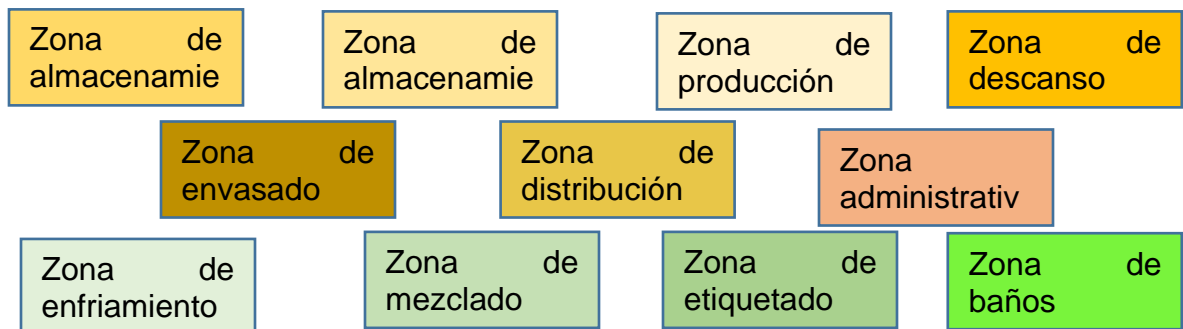 Zona de
almacenamie
Zona de
almacenamie
Zona de
producción
Zona de
descanso
Zona de
envasado
Zona de
distribución
Zona
administrativ
Zona de
enfriamiento
Zona de
mezclado
Zona de
etiquetado
Zona de
baños